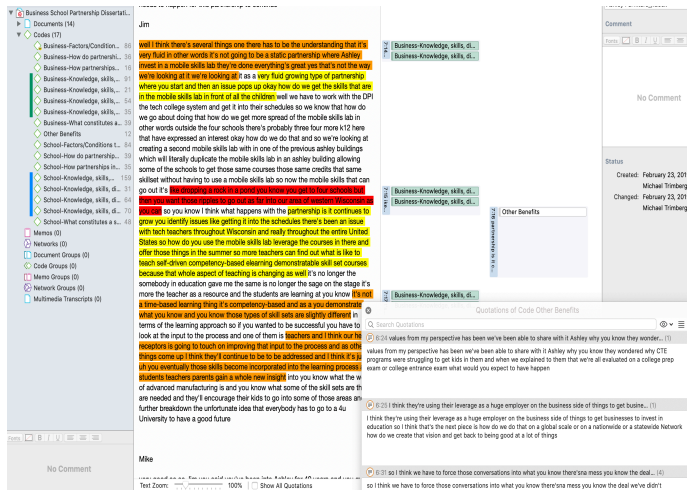 Business School Partnership Dissertati...
Documents (14)
Codes (17)
Business-Factors/Condition... 86
Business-How do partnershi... 38
Business-How partnerships... 16
Business-Knowledge, skills,... 91
Business-Knowledge, skills,... 21
Business-Knowledge, skills,... 54
Business-Knowledge, skills,... 35
Business-What constitutes a... 39
Other Benefits 12
School-Factors/Conditions t... 84
School-How do partnership... 39
School-How partnerships in... 35
School-Knowledge, skills,... 159
School-Knowledge, skills, di... 31
School-Knowledge, skills, di... 64
School-Knowledge, skills, di... 70
School-What constitutes a s... 48
Memos (0)
Networks (0)
Document Groups (0)
Code Groups (0)
Memo Groups (0)
Network Groups (0)
Multimedia Transcripts (0)
Fonts B I U
No Comment
Jim
well I think there's several things one there has to be the understanding that it's
very fluid in other words it's not going to be a static partnership where Ashley
invest in a mobile skills lab they're done everything's great yes that's not the way
we're looking at it we're looking at it as a very fluid growing type of partnership
where you start and then an issue pops up okay how do we get the skills that are
in the mobile skills lab in front of all the children well we have to work with the DPI
the tech college system and get it into their schedules so we know that how do
we go about doing that how do we get more spread of the mobile skills lab in
other words outside the four schools there's probably three four more k12 here
that have expressed an interest okay how do we do that and so we're looking at
creating a second mobile skills lab with in one of the previous ashley buildings
which will literally duplicate the mobile skills lab in an ashley building allowing
some of the schools to get those same courses those same credits that same
skillset without having to use a mobile skills lab so now the mobile skills that can
go out it's like dropping a rock in a pond you know you get to four schools but
then you want those ripples to go out as far into our area of western Wisconsin as
you can so you know I think what happens with the partnership is it continues to
grow you identify issues like getting it into the schedules there's been an issue
with tech teachers throughout Wisconsin and really throughout the entire United
States so how do you use the mobile skills lab leverage the courses in there and
offer those things in the summer so more teachers can find out what is like to
teach self-driven competency-based elearning demonstratable skill set courses
because that whole aspect of teaching is changing as well it's no longer the
somebody in education gave me the same is no longer the sage on the stage it's
more the teacher as a resource and the students are learning at you know it's not
a time-based elearning thing it's competency-based and as you demonstrate
what you know and you know those types of skill sets are slightly different in
terms of the learning approach so if you wanted to be successful you have to
look at the input to the process and one of them is teachers and I think our
receptors is going to touch on improving that input to the process and as
things come up I think they'll continue to be to be addressed and I think it's
uh you eventually those skills become incorporated into the learning process
students teachers parents gain a whole new insight into you know what the
of advanced manufacturing is and you know what some of the skill sets are
are needed and they'll encourage their kids to go into some of those areas
further breakdown the unfortunate idea that everybody has to go to a 4u
University to have a good future
Mike
Text Zoom: 100% Show All Quotations
7:14
Business-Knowledge, skills, di...
Business-Knowledge, skills, di...
7:15
Business-Knowledge, skills, di...
Business-Knowledge, skills, di...
7:16 partnership is it
Other Benefits
Business-Knowledge, skills, di...
Quotations of Code Other Benefits
Search Quotations
6:24 values from my perspective has been we've been able to share with it Ashley why you know they wonder... (1)
values from my perspective has been we've been able to share with it Ashley why you know they wondered why CTE
programs were struggling to get kids in them and when we explained to them that we're all evaluated on a college prep
exam or college entrance exam what would you expect to have happen
6:25 I think they're using their leverage as a huge employer on the business side of things to get busine... (1)
I think they're using their leverage as a huge employer on the business side of things to get businesses to invest in
education so I think that's the next piece is how do we do that on a global scale or on a nationwide or a statewide Network
how do we create that vision and get back to being good at a lot of things
6:31 so I think we have to force those conversations into what you know there'sna mess you know the deal... (4)
so I think we have to force those conversations into what you know there'sna mess you know the deal we've didn't
Comment
Fonts B I U
No Comment
Status
Created: February 23, 201
Michael Trimberg
Changed: February 23, 201
Michael Trimberg